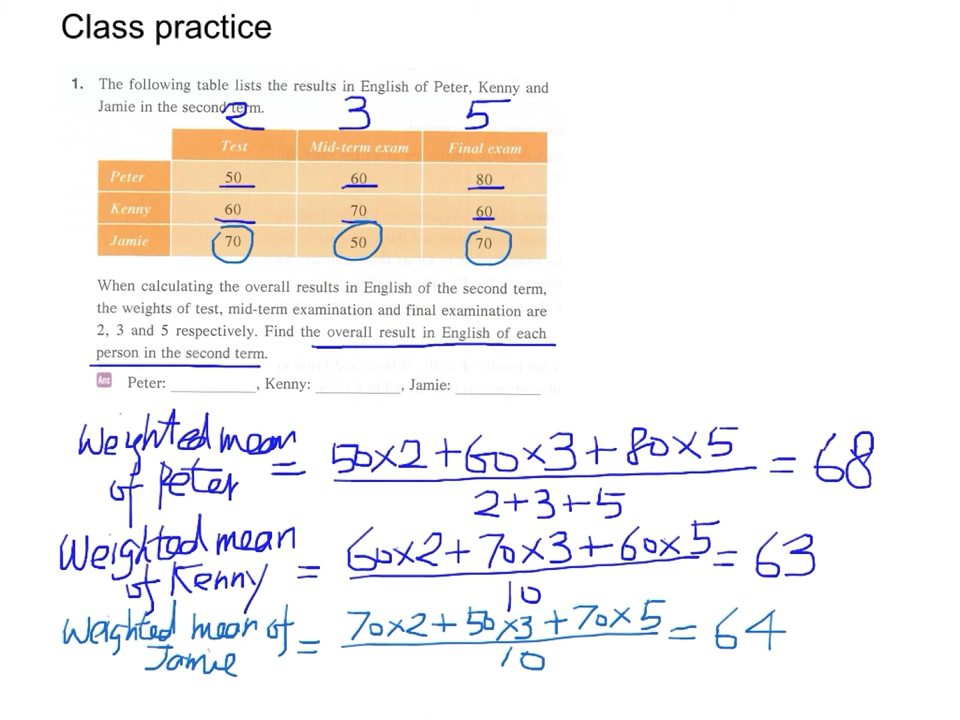 Class practice
1. The following table lists the results in English of Peter, Kenny and
Jamie in the second term.
2 3 5
Test Mid-term exam Final exam
Peter 50 60 80
Kenny 60 70 60
Jamie 70 50 70
When calculating the overall results in English of the second term,
the weights of test, mid-term examination and final examination are
2, 3 and 5 respectively. Find the overall result in English of each
person in the second term.
Ans Peter: ____________, Kenny: ____________, Jamie: ____________
Weighted mean
of Peter = 50×2+60×3+80×5 = 68
2+3+5
Weighted mean
of Kenny = 60×2+70×3+60×5 = 63
10
Weighted mean of
Jamie = 70×2+50×3+70×5 = 64
10